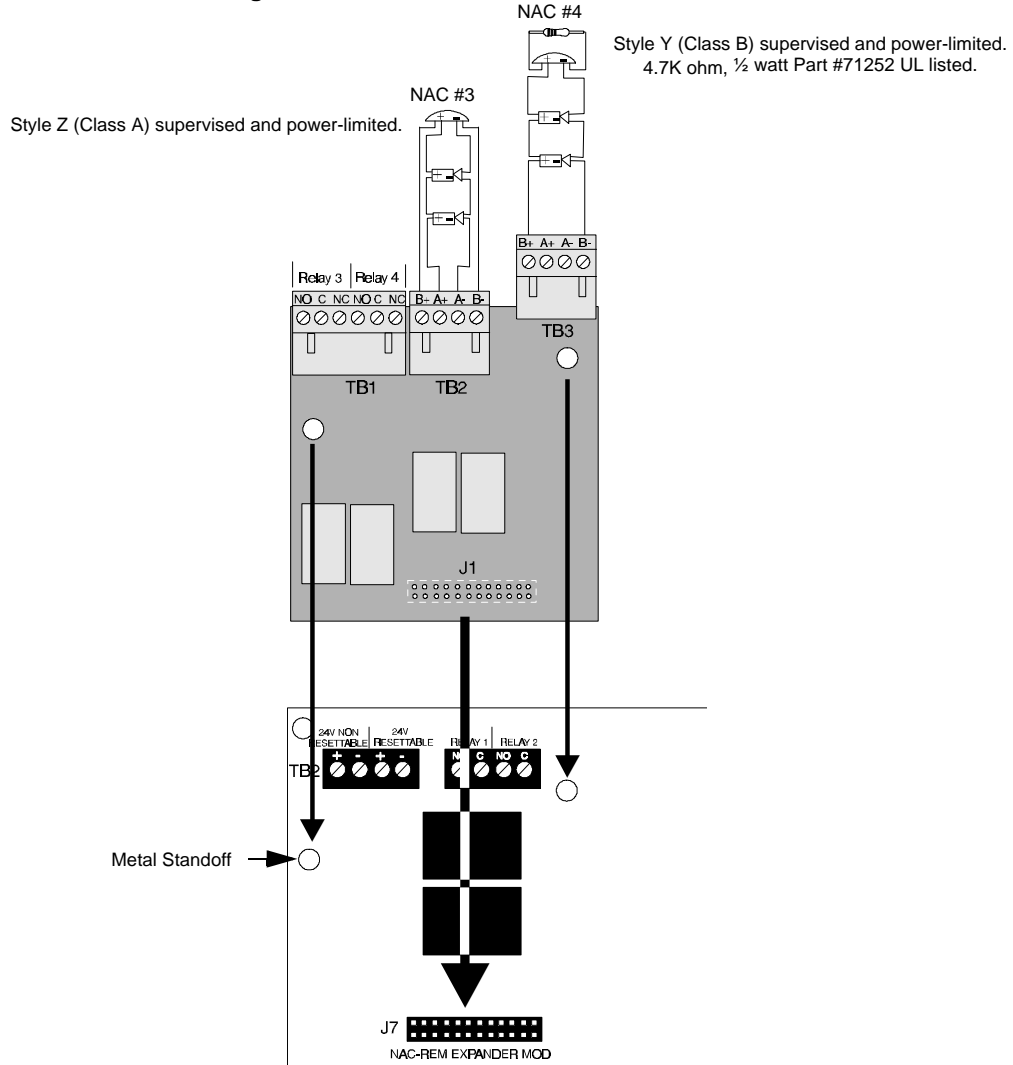 NAC #4
Style Y (Class B) supervised and power-limited.
4.7K ohm, ½ watt Part #71252 UL listed.
NAC #3
Style Z (Class A) supervised and power-limited.
+ -
+ -
+ -
+ -
+ -
+ -
B+ A+ A- B-
TB3
Relay 3 Relay 4
NO C NC NO C NC
B+ A+ A- B-
TB1
TB2
J1
24V NON RESETTABLE
24V RESETTABLE
RELAY 1
RELAY 2
+ - + -
C NO C
TB2
Metal Standoff
J7
NAC-REM EXPANDER MOD